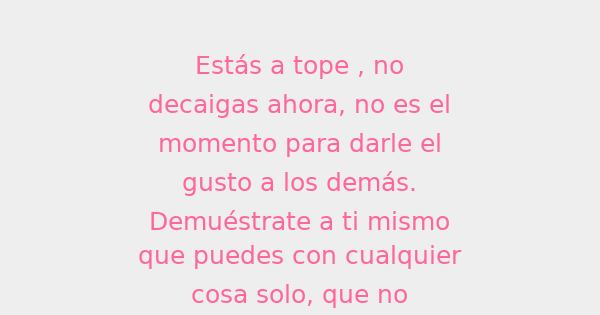 Estás a tope , no
decaigas ahora, no es el
momento para darle el
gusto a los demás.
Demuéstrate a ti mismo
que puedes con cualquier
cosa solo, que no